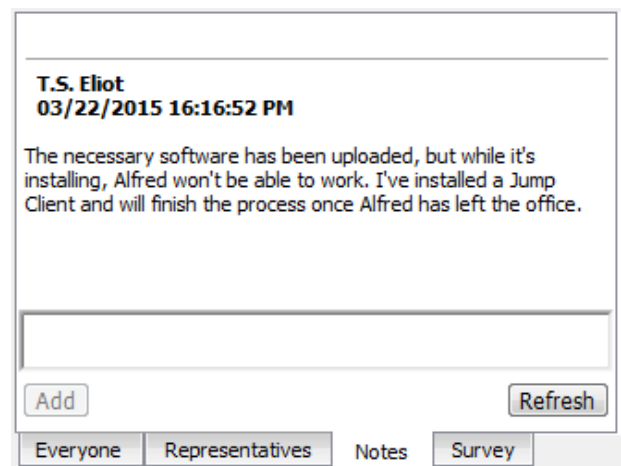 T.S. Eliot
03/22/2015 16:16:52 PM
The necessary software has been uploaded, but while it's
installing, Alfred won't be able to work. I've installed a Jump
Client and will finish the process once Alfred has left the office.
Add
Refresh
Everyone
Representatives
Notes
Survey